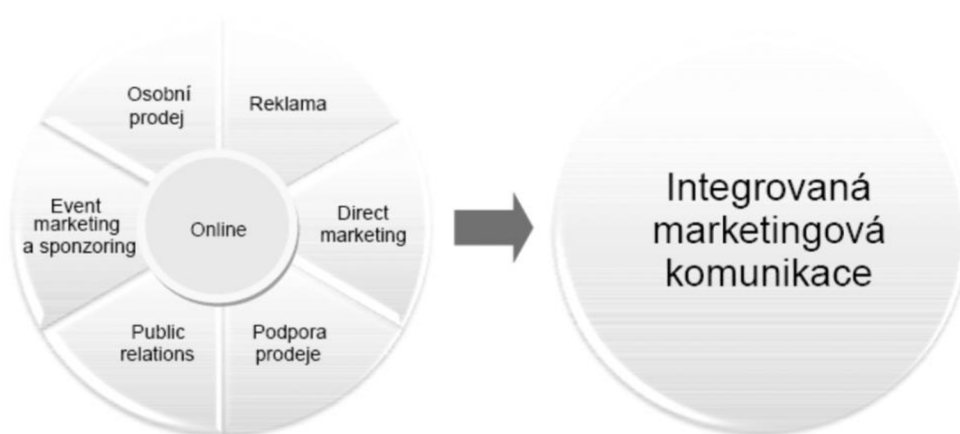 Osobní
prodej
Reklama
Event
marketing
a sponzoring
Online
Direct
marketing
Public
relations
Podpora
prodeje
Integrovaná
marketingová
komunikace